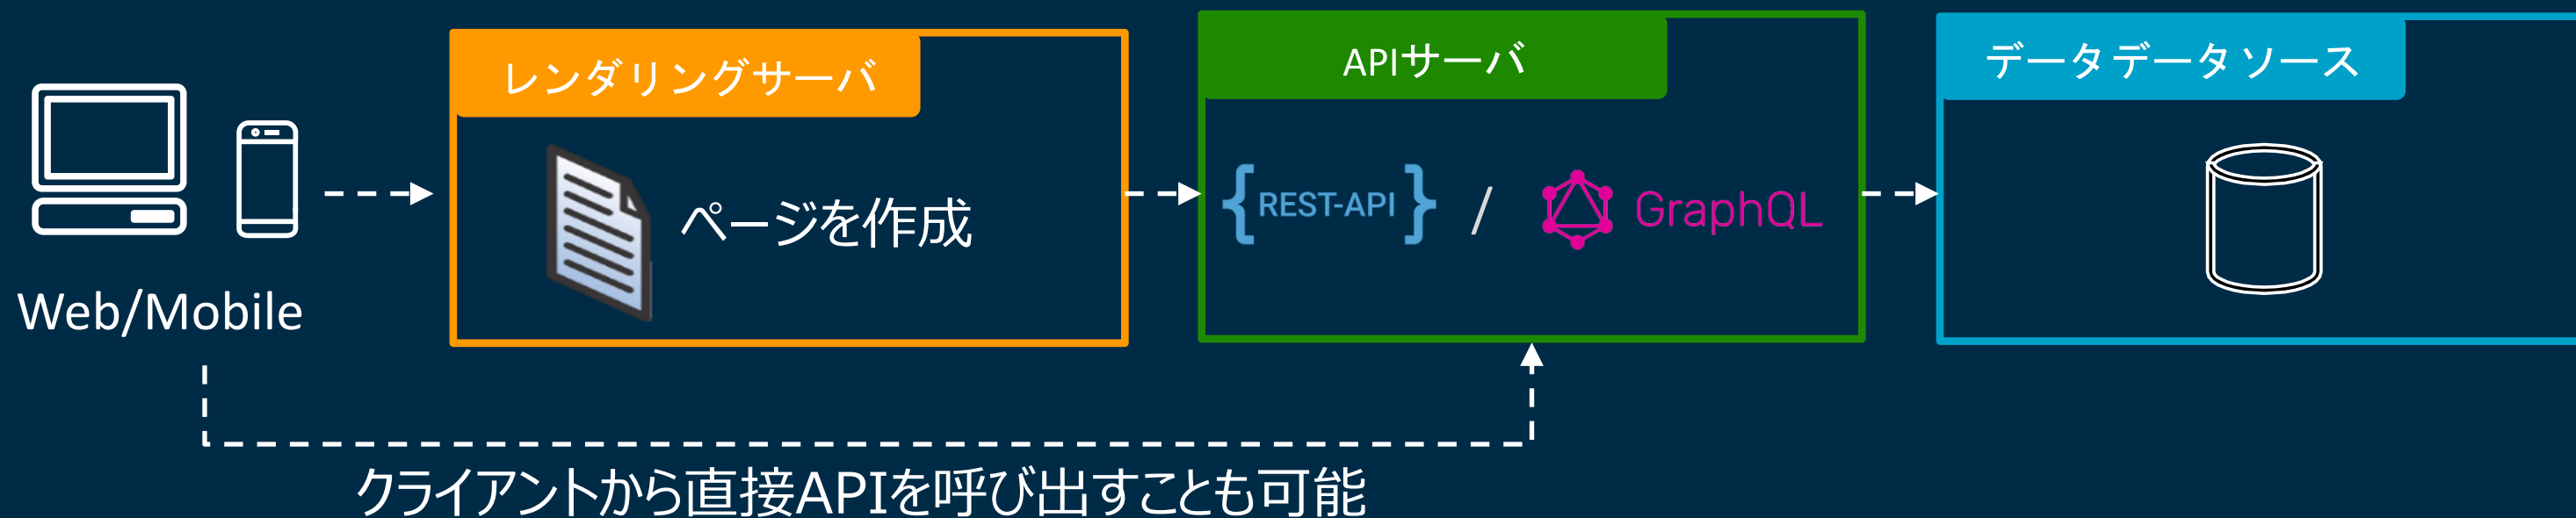 レンダリングサーバ
APIサーバ
データデータソース
ページを作成
{REST-API} / GraphQL
Web/Mobile
クライアントから直接APIを呼び出すことも可能